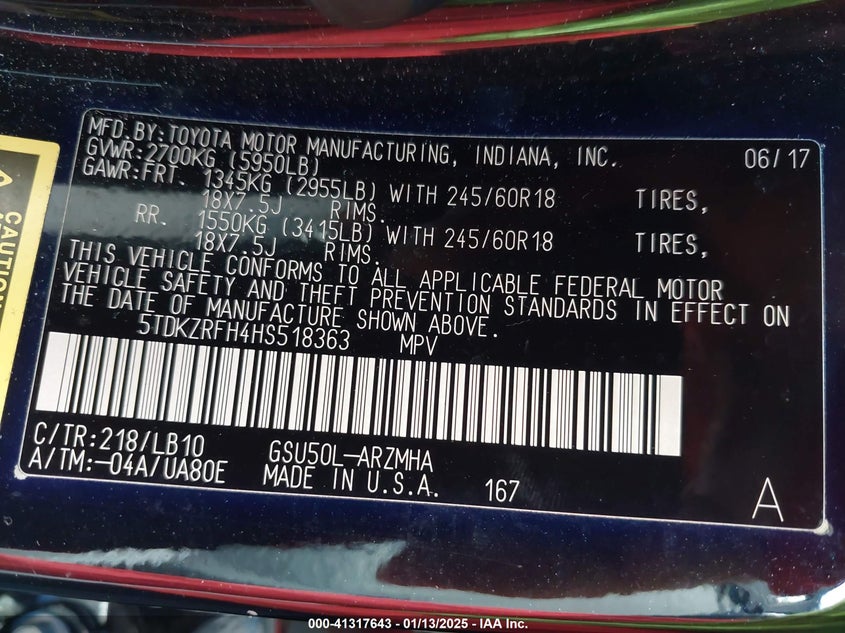 MFD.BY:TOYOTA MOTOR MANUFACTURING, INDIANA, INC. 06/17
GVWR:2700KG (5950LB)
GAWR:FRT. 1345KG (2955LB) WITH 245/60R18 TIRES,
18X7.5J RIMS.
RR. 1550KG (3415LB) WITH 245/60R18 TIRES,
18X7.5J RIMS.
THIS VEHICLE CONFORMS TO ALL APPLICABLE FEDERAL MOTOR
VEHICLE SAFETY AND THEFT PREVENTION STANDARDS IN EFFECT ON
THE DATE OF MANUFACTURE SHOWN ABOVE.
5TDKZRFH4HS518363 MPV
C/TR:218/LB10 GSU50L-ARZMHA
A/TM:-04A/UA80E MADE IN U.S.A. 167 A
CAUTION
000-41317643 - 01/13/2025 - IAA Inc.